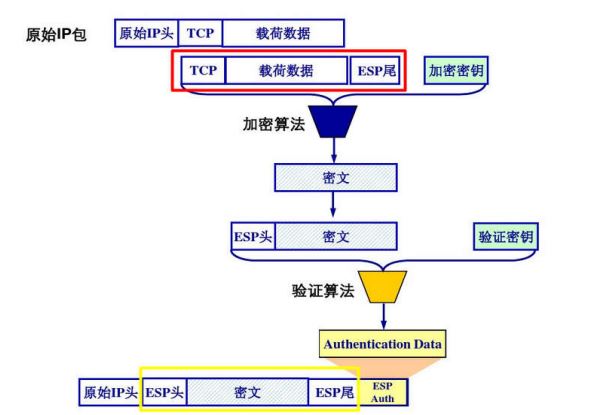 原始IP包 原始IP头 TCP 载荷数据
TCP 载荷数据 ESP尾 加密密钥
加密算法
密文
ESP头 密文 验证密钥
验证算法
Authentication Data
原始IP头 ESP头 密文 ESP尾 ESP
Auth